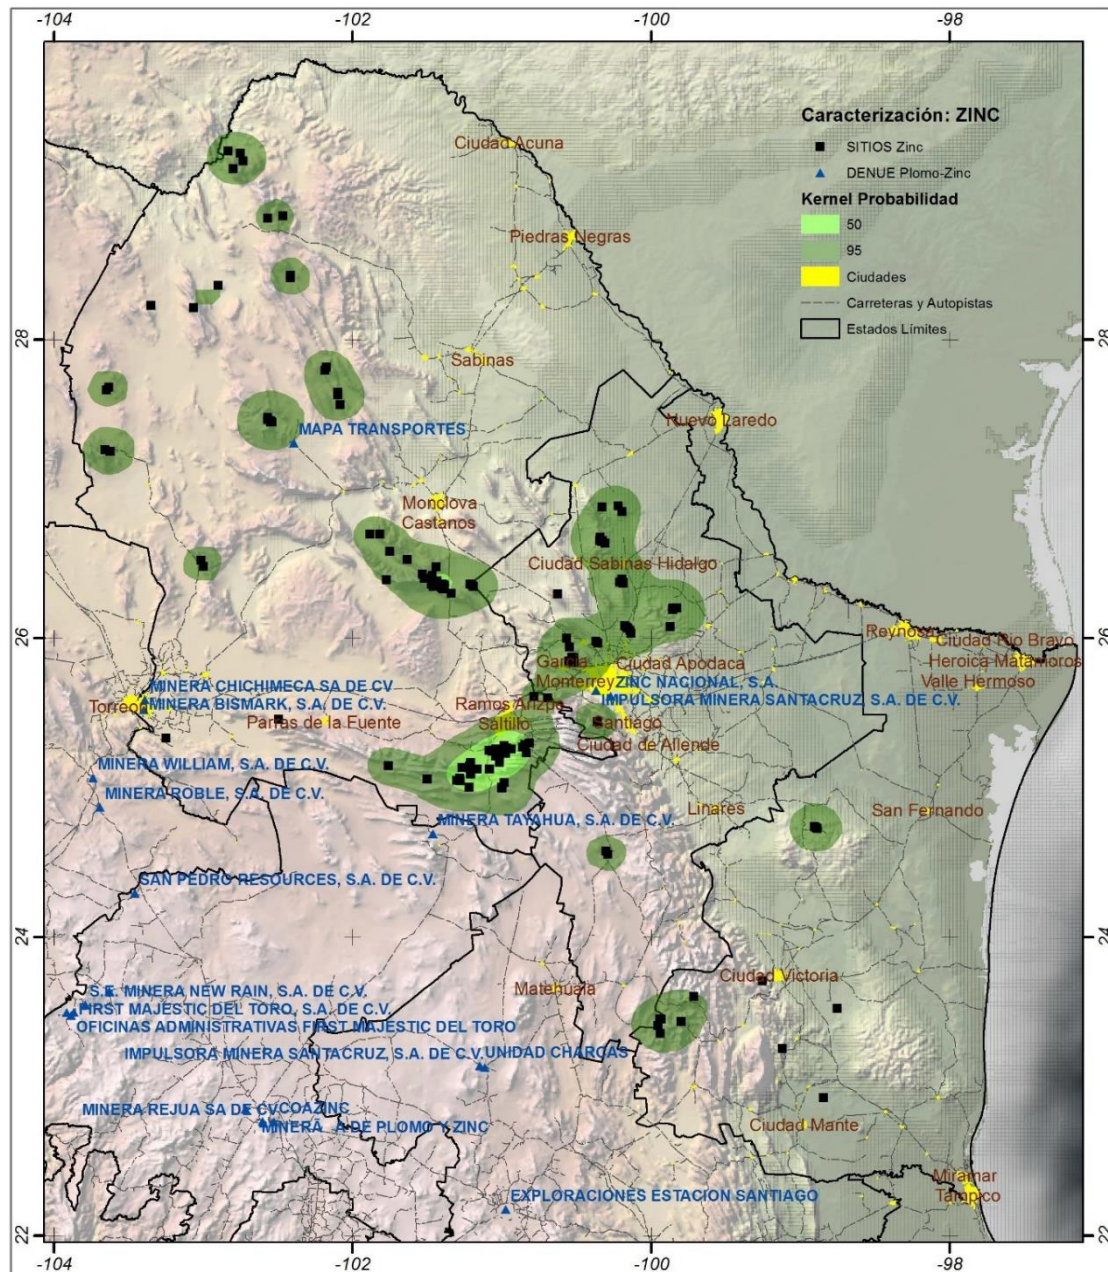 -104 -102 -100 -98
Caracterización: ZINC
SITIOS Zinc
DENUE Plomo-Zinc
Kernel Probabilidad
50
95
Ciudades
Carreteras y Autopistas
Estados Límites
Ciudad Acuna
Piedras Negras
28 28
Sabinas
Nuevo Laredo
MAPA TRANSPORTES
Monclova
Castanos
Ciudad Sabinas Hidalgo
26 26
Reynosa
Ciudad Rio Bravo
Heroica Matamoros
Valle Hermoso
Garcia
Ciudad Apodaca
Monterrey
ZINC NACIONAL, S.A.
IMPULSORA MINERA SANTACRUZ, S.A. DE C.V.
MINERA CHICHIMECA SA DE CV
Torreon
MINERA BISMARK, S.A. DE C.V.
Parras de la Fuente
Ramos Arizpe
Saltillo
Santiago
Ciudad de Allende
MINERA WILLIAM, S.A. DE C.V.
MINERA ROBLE, S.A. DE C.V.
MINERA TAYAHUA, S.A. DE C.V.
Linares
San Fernando
SAN PEDRO RESOURCES, S.A. DE C.V.
24 24
Ciudad Victoria
Matehuala
S.E. MINERA NEW RAIN, S.A. DE C.V.
FIRST MAJESTIC DEL TORO, S.A. DE C.V.
OFICINAS ADMINISTRATIVAS FIRST MAJESTIC DEL TORO
IMPULSORA MINERA SANTACRUZ, S.A. DE C.V.
UNIDAD CHARCAS
MINERA REJUA SA DE CV
COAZINC
MINERA A DE PLOMO Y ZINC
Ciudad Mante
Miramar
Tampico
EXPLORACIONES ESTACION SANTIAGO
22 22
-104 -102 -100 -98